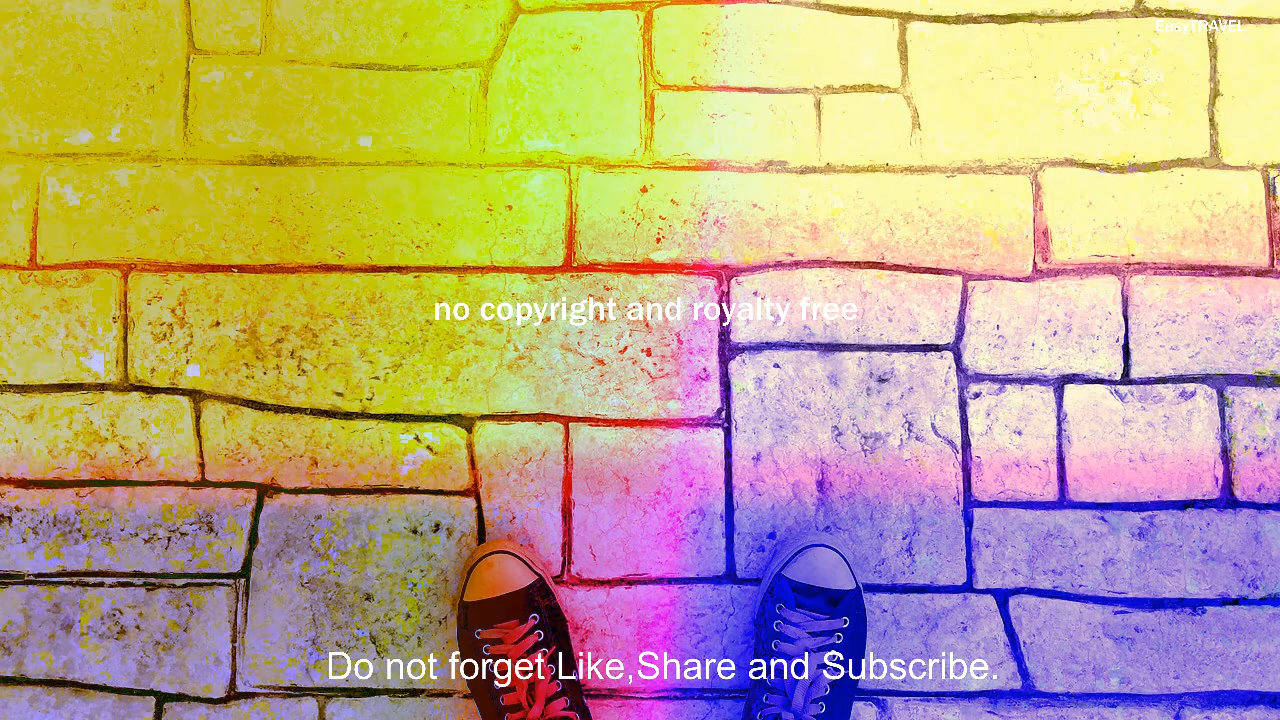 EasyTRAVEL
no copyright and royalty free
Do not forget Like,Share and Subscribe.